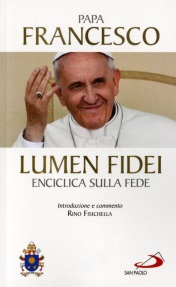 PAPA
FRANCESCO
LUMEN FIDEI
ENCICLICA SULLA FEDE
Introduzione e commento
RINO FISICHELLA
SAN PAOLO